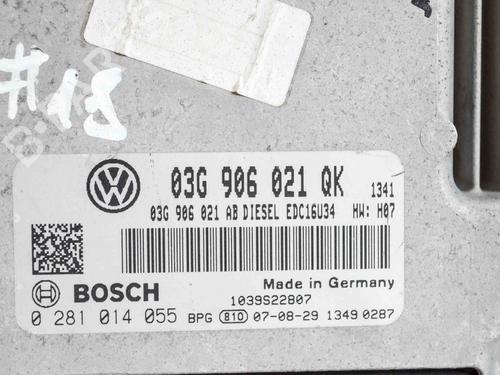 #18
03G 906 021 QK 1341
03G 906 021 AB DIESEL EDC16U34 HW: H07
Made in Germany
BOSCH 1039S22807
0 281 014 055 BPG 810 07-08-29 1349 0287